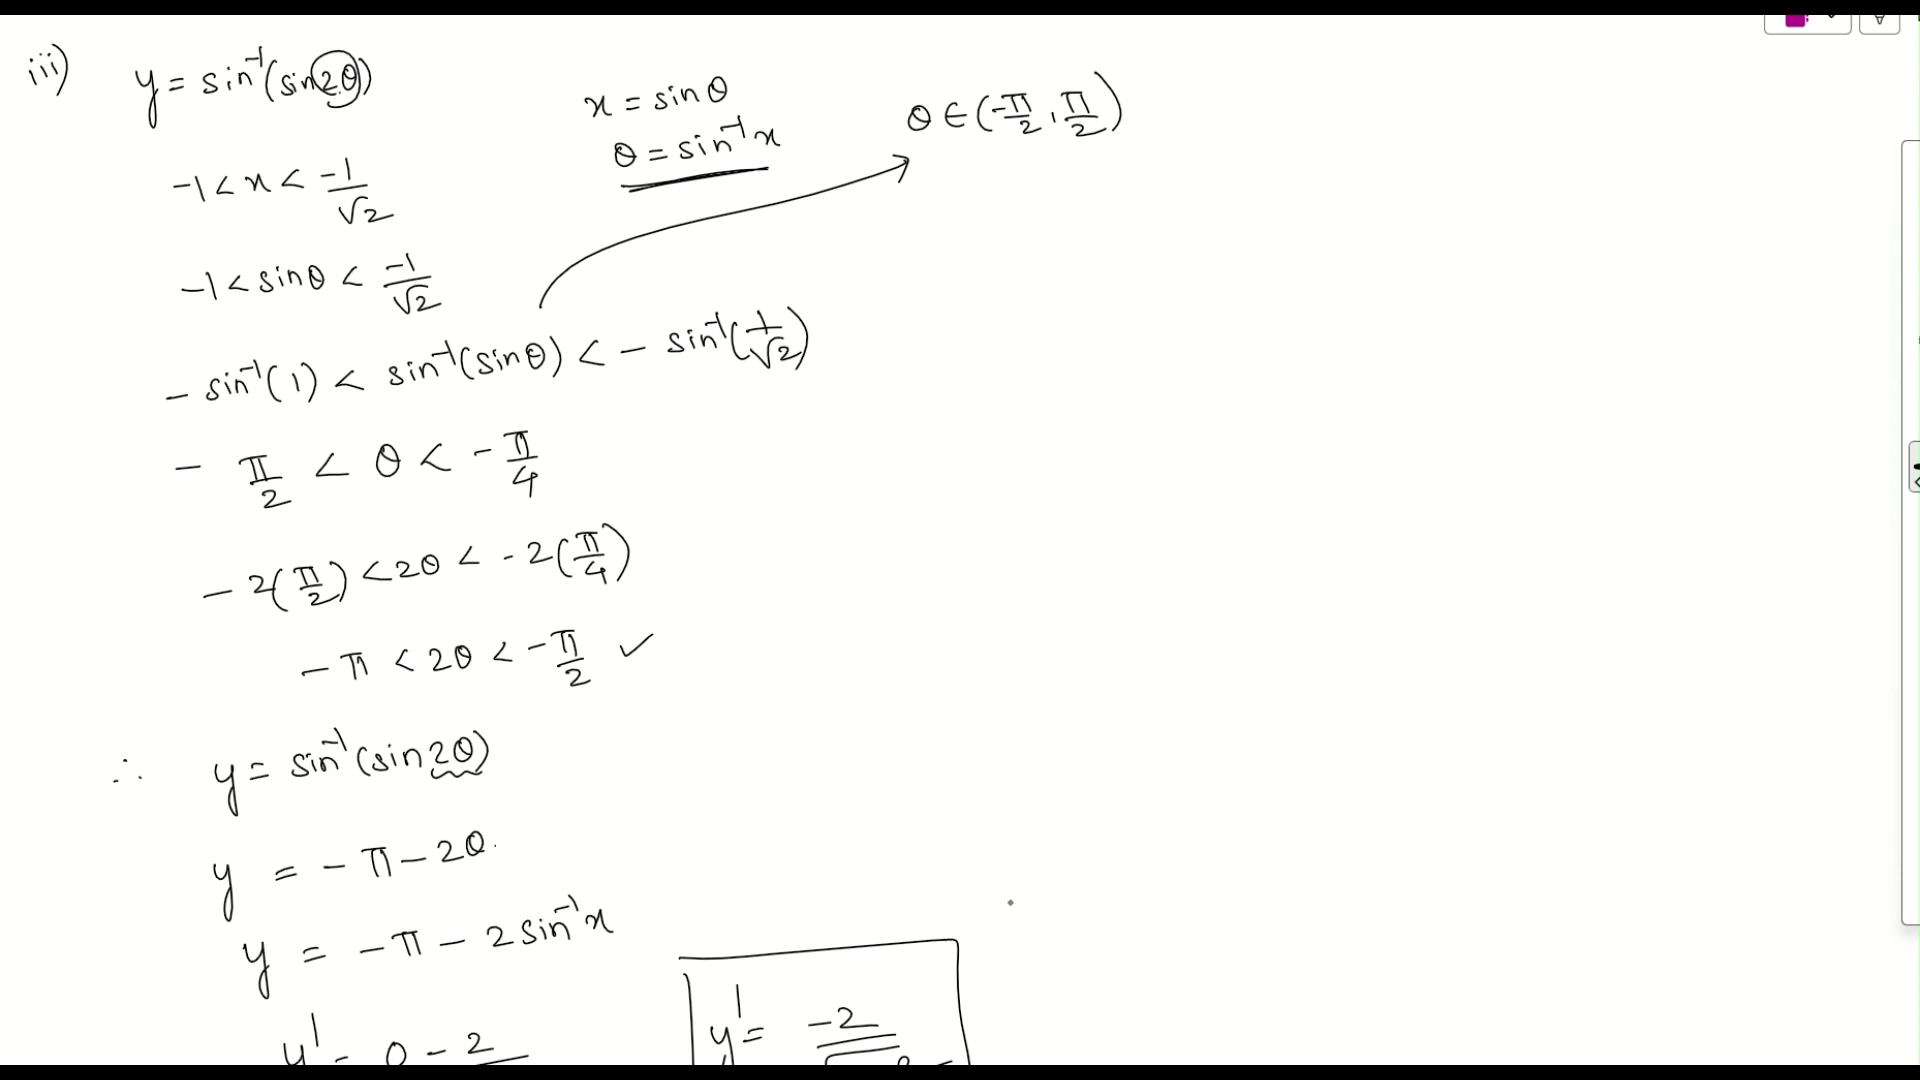 iii) y = sin⁻¹(sin2θ)
x = sinθ
θ = sin⁻¹x
θ ∈ (-π/2, π/2)
-1 < x < -1/√2
-1 < sinθ < -1/√2
- sin⁻¹(1) < sin⁻¹(sinθ) < - sin⁻¹(1/√2)
- π/2 < θ < - π/4
- 2(π/2) < 2θ < - 2(π/4)
- π < 2θ < - π/2 ✓
∴ y = sin⁻¹(sin2θ)
y = - π - 2θ.
y = - π - 2 sin⁻¹x
y' = 0 - 2
y' = -2